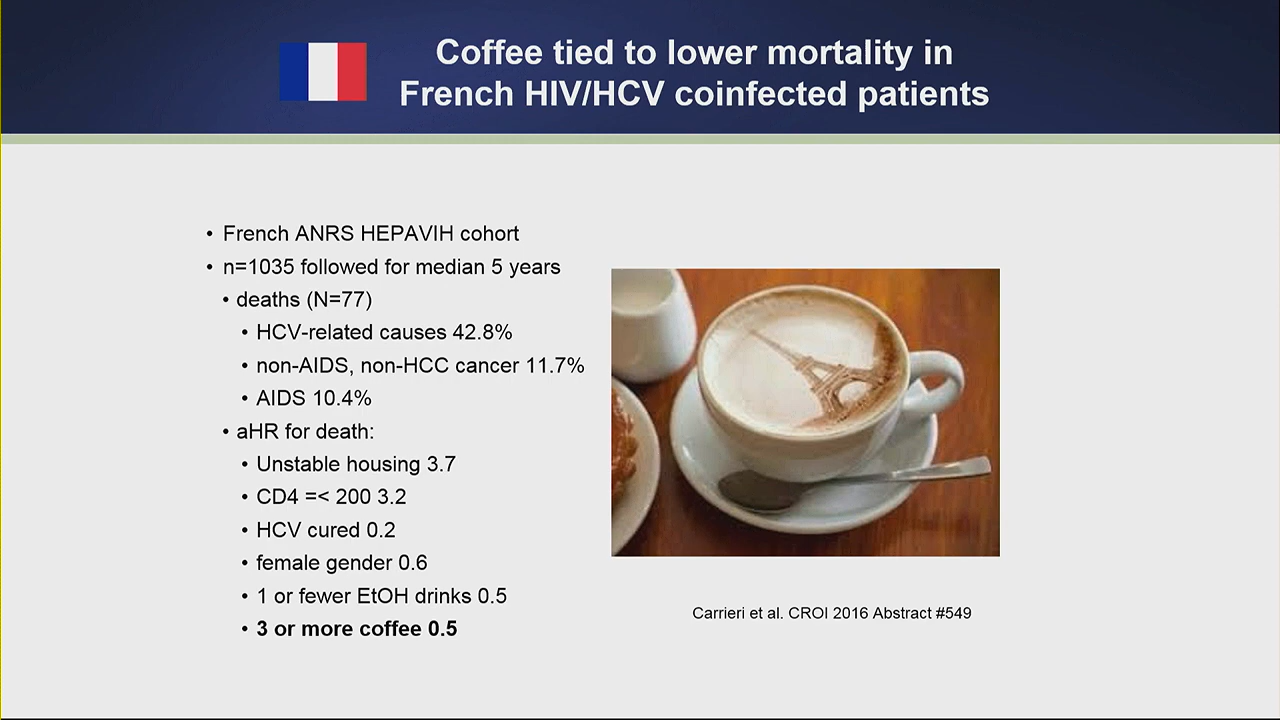 Coffee tied to lower mortality in
French HIV/HCV coinfected patients
• French ANRS HEPAVIH cohort
• n=1035 followed for median 5 years
• deaths (N=77)
• HCV-related causes 42.8%
• non-AIDS, non-HCC cancer 11.7%
• AIDS 10.4%
• aHR for death:
• Unstable housing 3.7
• CD4 =< 200 3.2
• HCV cured 0.2
• female gender 0.6
• 1 or fewer EtOH drinks 0.5
• 3 or more coffee 0.5
Carrieri et al. CROI 2016 Abstract #549